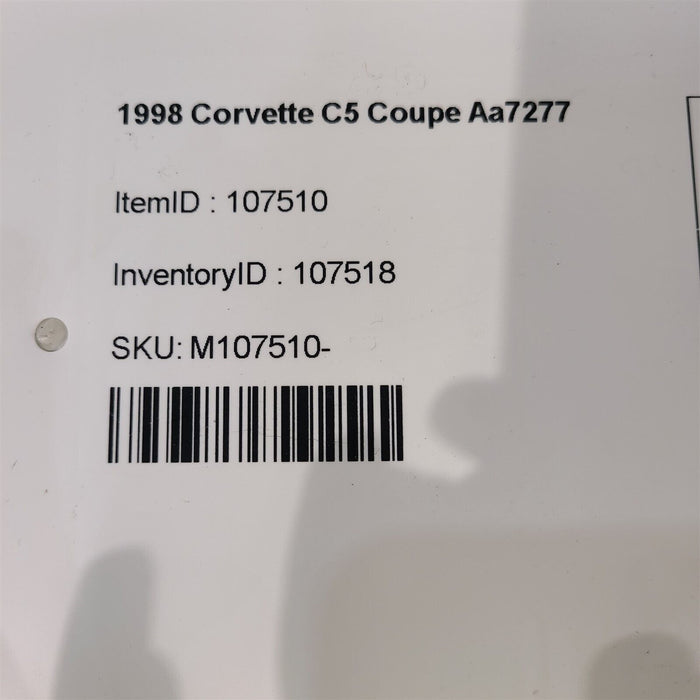 1998 Corvette C5 Coupe Aa7277
ItemID : 107510
InventoryID : 107518
SKU: M107510-